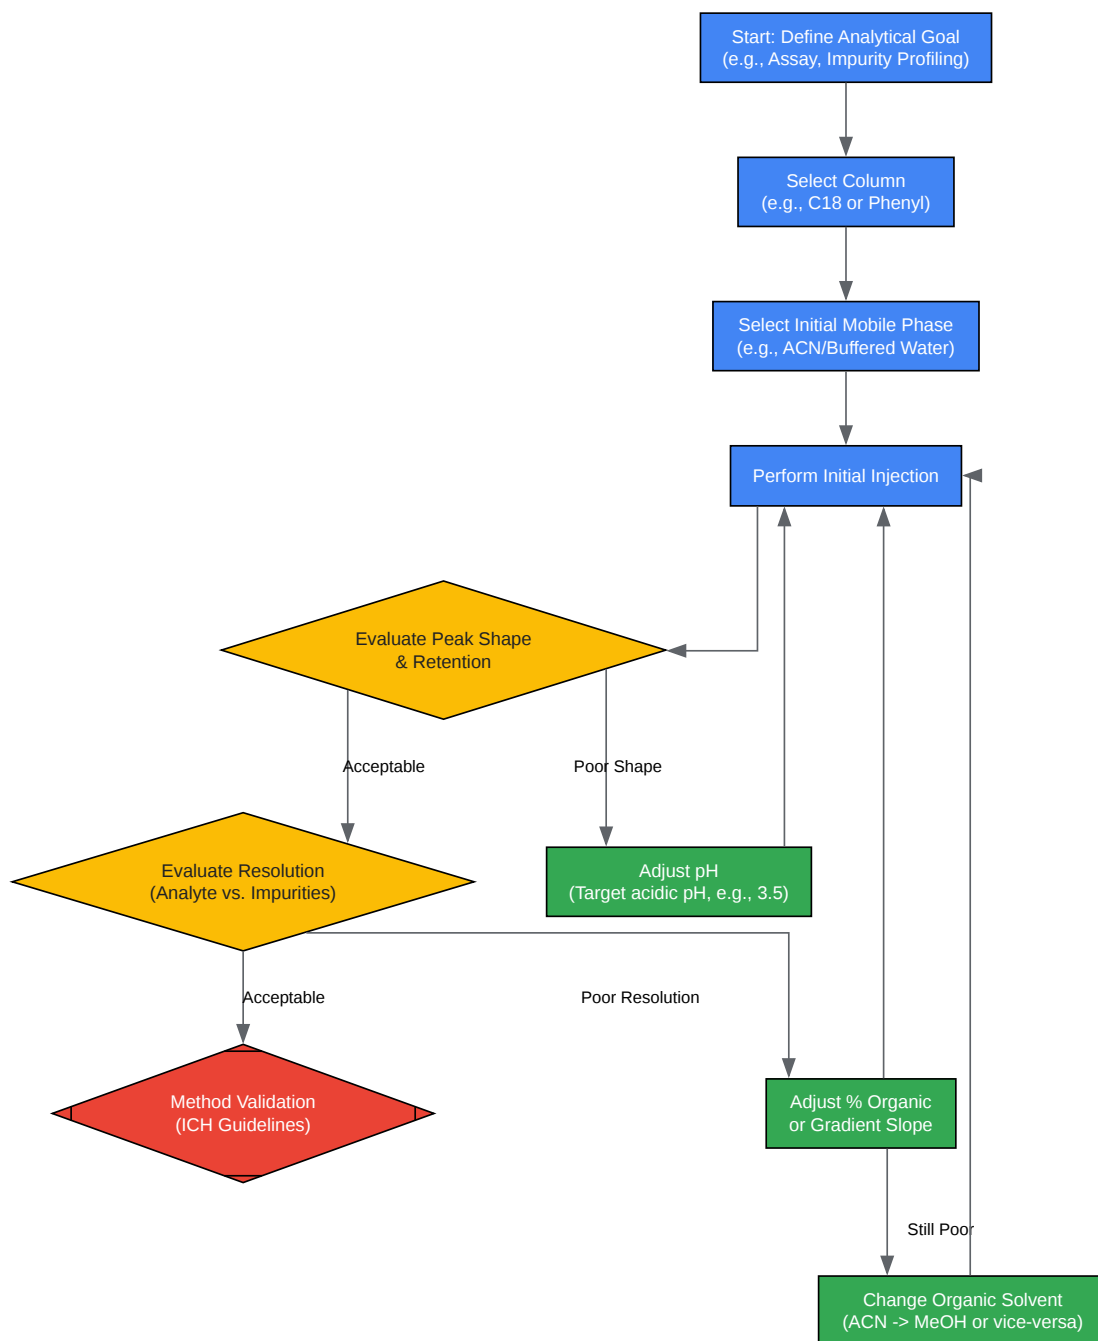 Start: Define Analytical Goal
(e.g., Assay, Impurity Profiling)
Select Column
(e.g., C18 or Phenyl)
Select Initial Mobile Phase
(e.g., ACN/Buffered Water)
Perform Initial Injection
Evaluate Peak Shape
& Retention
Acceptable
Poor Shape
Evaluate Resolution
(Analyte vs. Impurities)
Adjust pH
(Target acidic pH, e.g., 3.5)
Acceptable
Poor Resolution
Method Validation
(ICH Guidelines)
Adjust % Organic
or Gradient Slope
Still Poor
Change Organic Solvent
(ACN -> MeOH or vice-versa)